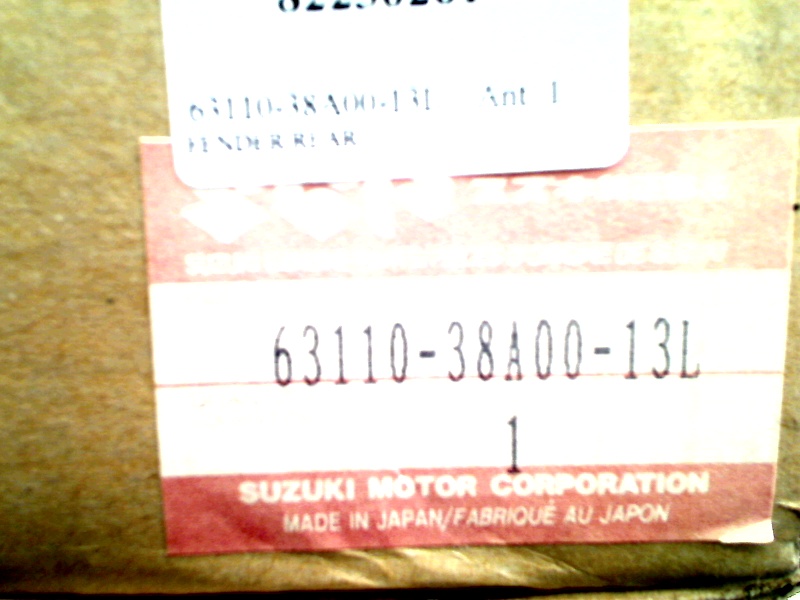 63110-38A00-13L Ant 1
FENDER REAR
63110-38A00-13L
1
SUZUKI MOTOR CORPORATION
MADE IN JAPAN/FABRIQUÉ AU JAPON